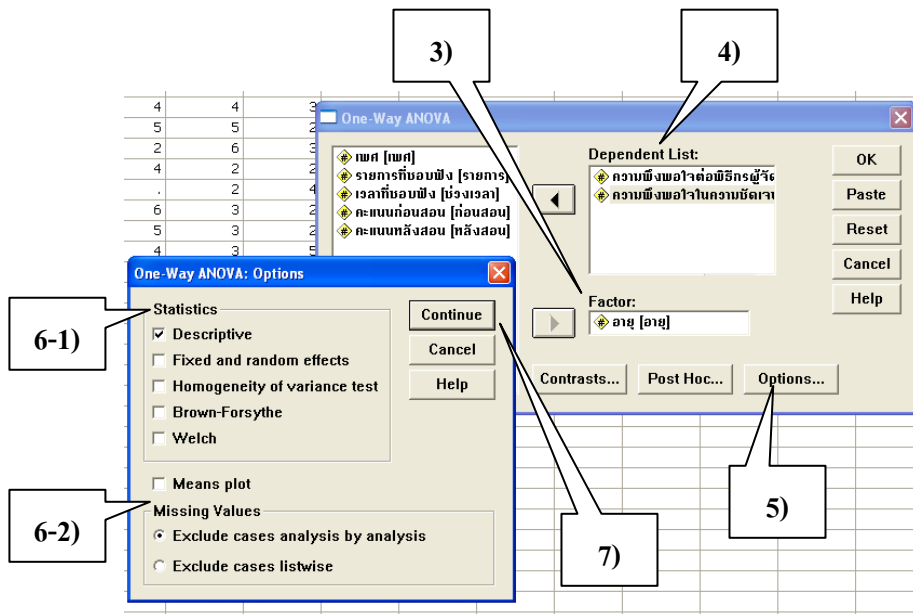 3)
4)
4 4 3
5 5 2
2 6 3
4 2 2
. 2 4
6 3 2
5 3 2
4 3 5
One-Way ANOVA
เพศ [เพศ]
รายการที่ชอบฟัง [รายการ]
เวลาที่ชอบฟัง [ช่วงเวลา]
คะแนนก่อนสอน [ก่อนสอน]
คะแนนหลังสอน [หลังสอน]
Dependent List:
ความพึงพอใจต่อพิธีกรผู้จัด
ความพึงพอใจในความชัดเจน
Factor:
อายุ [อายุ]
OK
Paste
Reset
Cancel
Help
Contrasts...
Post Hoc...
Options...
One-Way ANOVA: Options
Statistics
Descriptive
Fixed and random effects
Homogeneity of variance test
Brown-Forsythe
Welch
Means plot
Missing Values
Exclude cases analysis by analysis
Exclude cases listwise
Continue
Cancel
Help
6-1)
6-2)
7)
5)